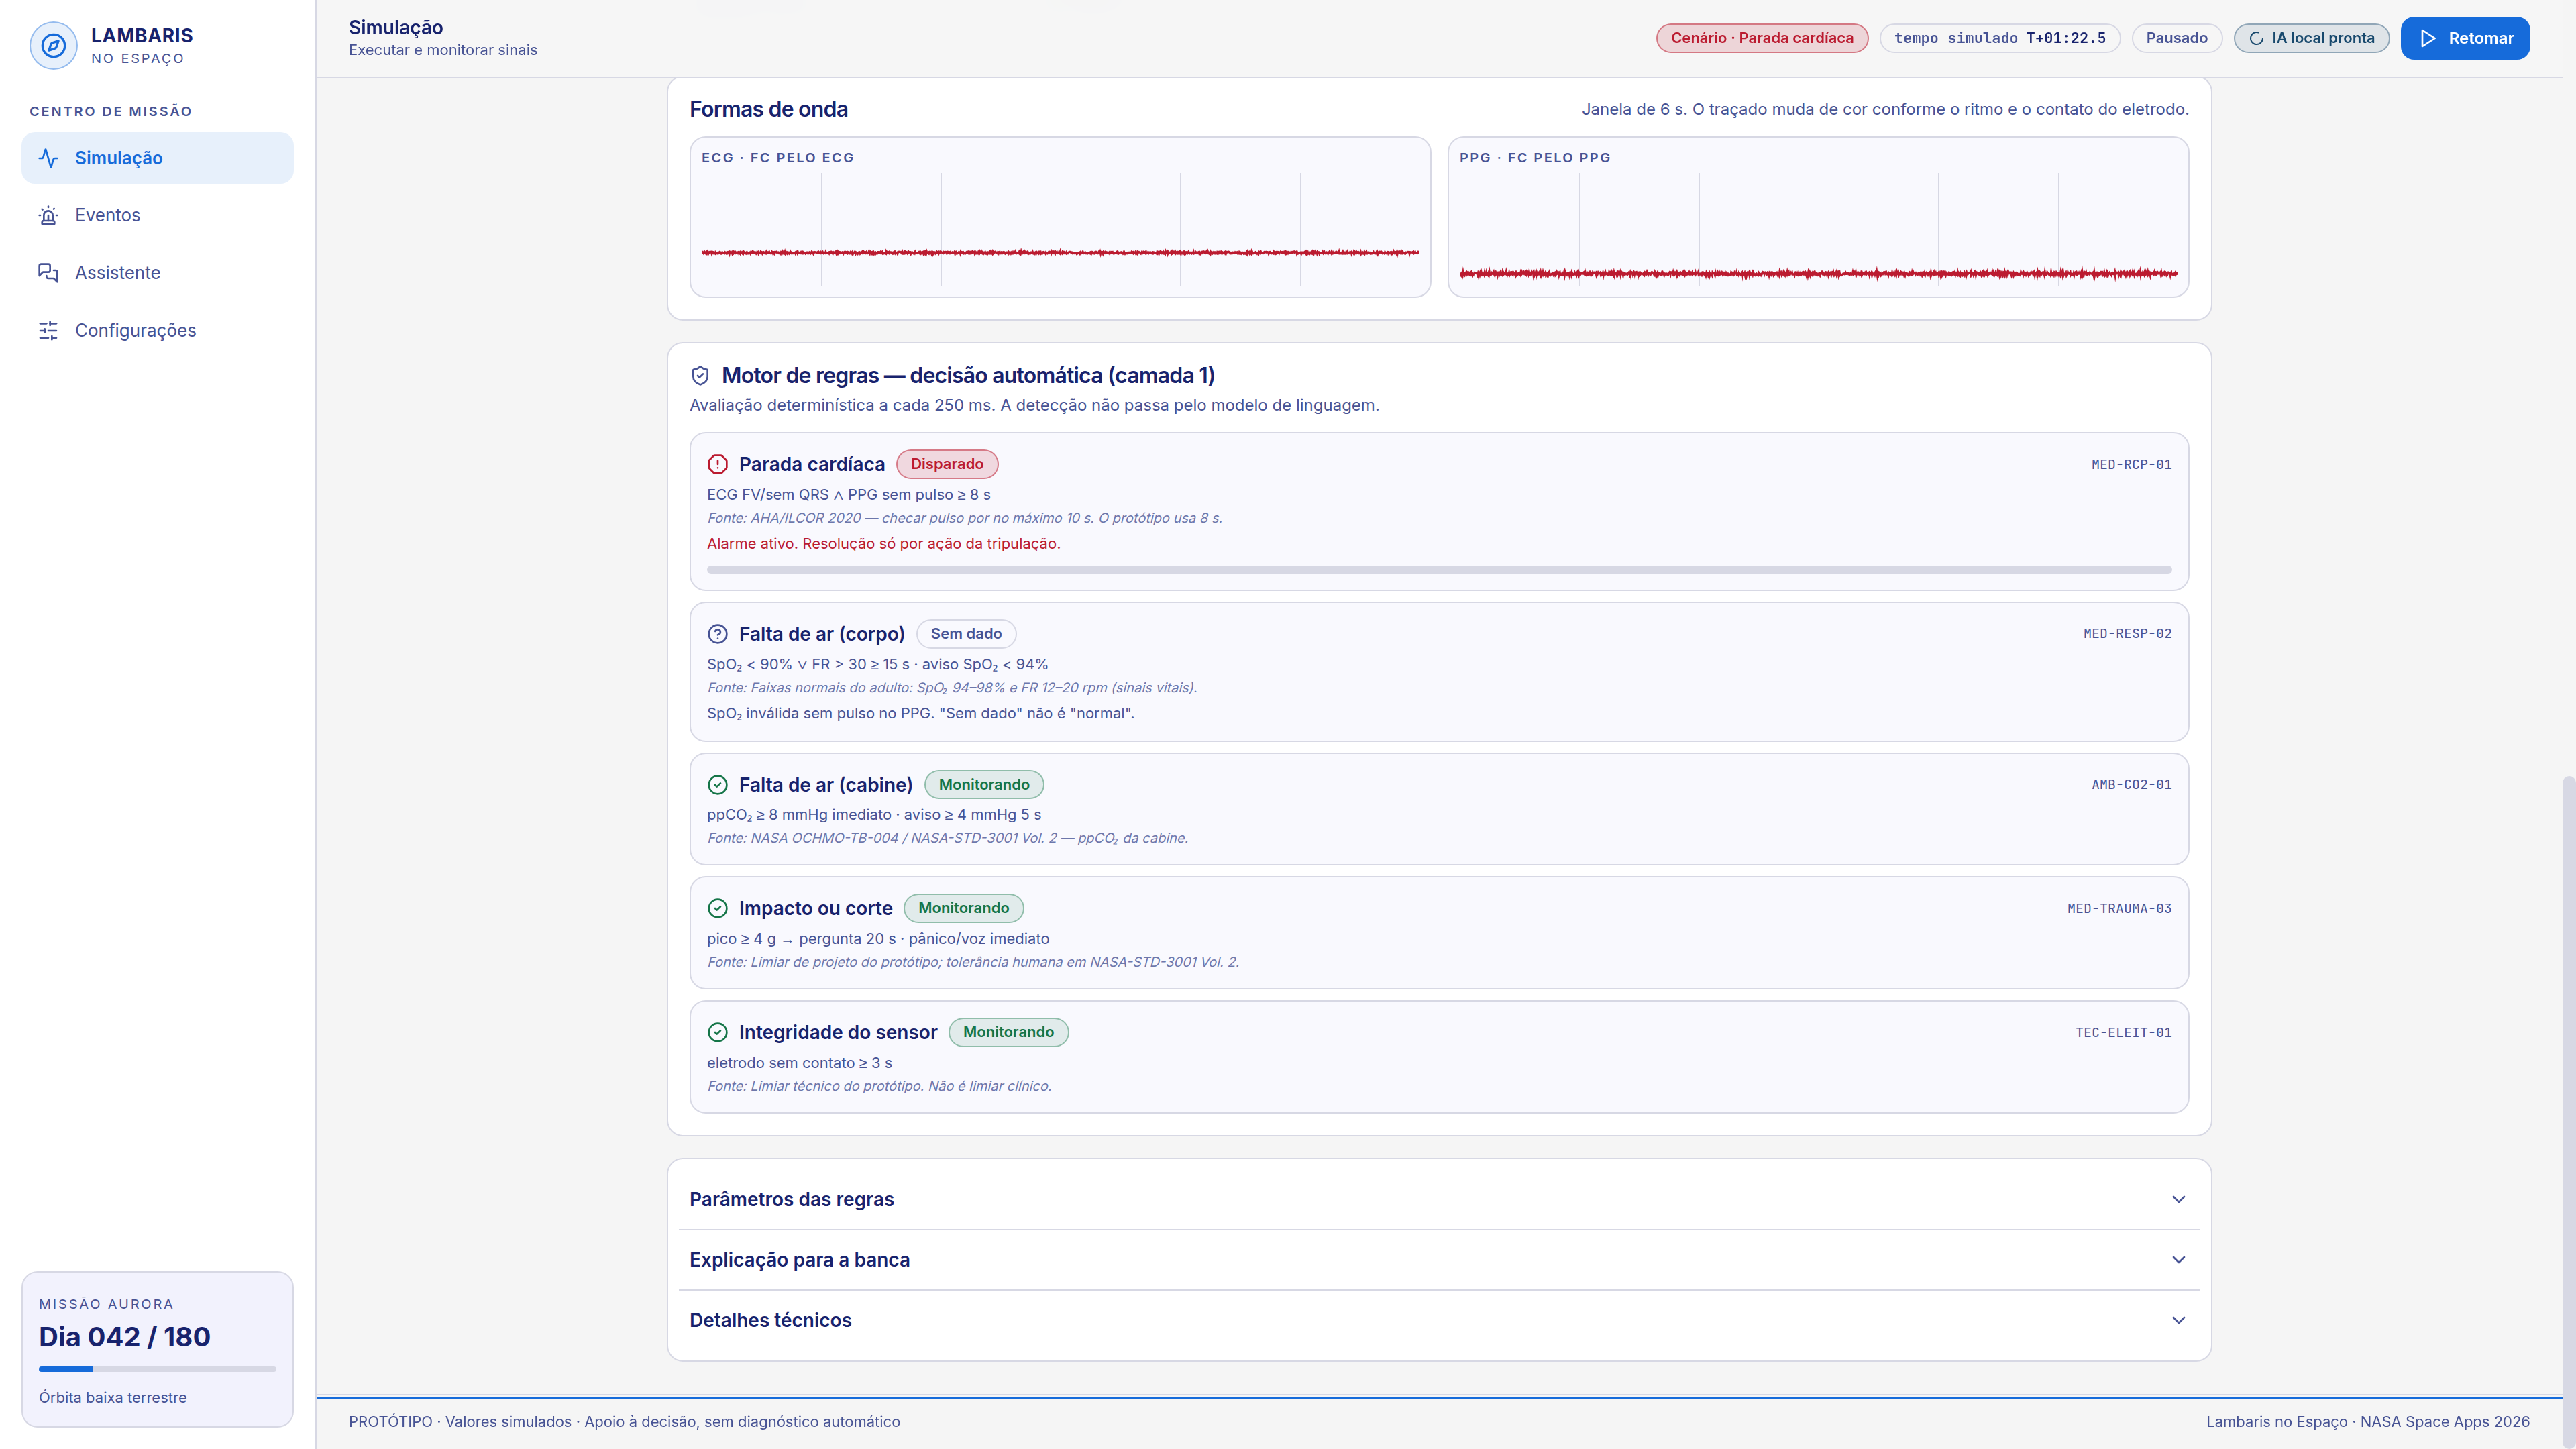 LAMBARIS
NO ESPAÇO
CENTRO DE MISSÃO
Simulação
Eventos
Assistente
Configurações
MISSÃO AURORA
Dia 042 / 180
Órbita baixa terrestre
Simulação
Executar e monitorar sinais
Cenário · Parada cardíaca
tempo simulado T+01:22.5
Pausado
IA local pronta
Retomar
Formas de onda
Janela de 6 s. O traçado muda de cor conforme o ritmo e o contato do eletrodo.
ECG · FC PELO ECG
PPG · FC PELO PPG
Motor de regras — decisão automática (camada 1)
Avaliação determinística a cada 250 ms. A detecção não passa pelo modelo de linguagem.
Parada cardíaca
Disparado
MED-RCP-01
ECG FV/sem QRS ∧ PPG sem pulso ≥ 8 s
Fonte: AHA/ILCOR 2020 — checar pulso por no máximo 10 s. O protótipo usa 8 s.
Alarme ativo. Resolução só por ação da tripulação.
Falta de ar (corpo)
Sem dado
MED-RESP-02
SpO₂ < 90% ∨ FR > 30 ≥ 15 s · aviso SpO₂ < 94%
Fonte: Faixas normais do adulto: SpO₂ 94–98% e FR 12–20 rpm (sinais vitais).
SpO₂ inválida sem pulso no PPG. "Sem dado" não é "normal".
Falta de ar (cabine)
Monitorando
AMB-CO2-01
ppCO₂ ≥ 8 mmHg imediato · aviso ≥ 4 mmHg 5 s
Fonte: NASA OCHMO-TB-004 / NASA-STD-3001 Vol. 2 — ppCO₂ da cabine.
Impacto ou corte
Monitorando
MED-TRAUMA-03
pico ≥ 4 g → pergunta 20 s · pânico/voz imediato
Fonte: Limiar de projeto do protótipo; tolerância humana em NASA-STD-3001 Vol. 2.
Integridade do sensor
Monitorando
TEC-ELEIT-01
eletrodo sem contato ≥ 3 s
Fonte: Limiar técnico do protótipo. Não é limiar clínico.
Parâmetros das regras
Explicação para a banca
Detalhes técnicos
PROTÓTIPO · Valores simulados · Apoio à decisão, sem diagnóstico automático
Lambaris no Espaço · NASA Space Apps 2026